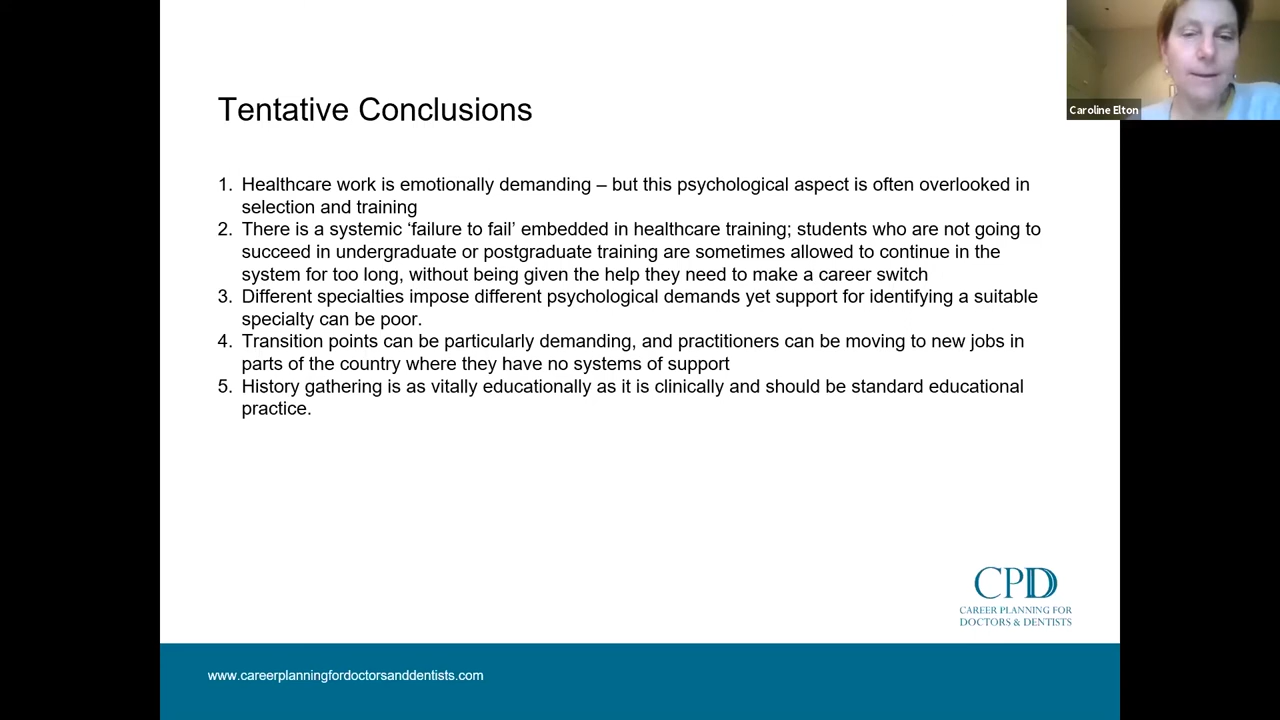 Caroline Elton
Tentative Conclusions
1. Healthcare work is emotionally demanding – but this psychological aspect is often overlooked in
selection and training
2. There is a systemic ‘failure to fail’ embedded in healthcare training; students who are not going to
succeed in undergraduate or postgraduate training are sometimes allowed to continue in the
system for too long, without being given the help they need to make a career switch
3. Different specialties impose different psychological demands yet support for identifying a suitable
specialty can be poor.
4. Transition points can be particularly demanding, and practitioners can be moving to new jobs in
parts of the country where they have no systems of support
5. History gathering is as vitally educationally as it is clinically and should be standard educational
practice.
CPDD
CAREER PLANNING FOR
DOCTORS & DENTISTS
www.careerplanningfordoctorsanddentists.com